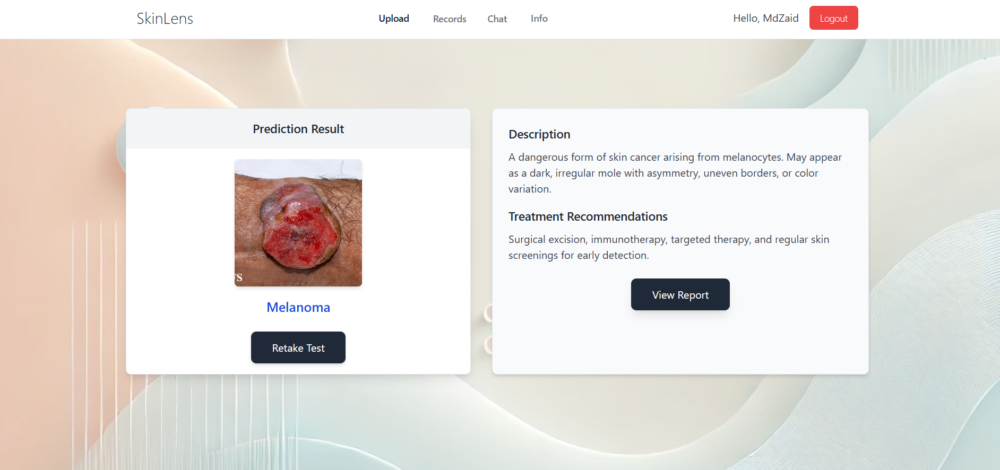 SkinLens
Upload
Records
Chat
Info
Hello, MdZaid
Logout
Prediction Result
Melanoma
Retake Test
Description
A dangerous form of skin cancer arising from melanocytes. May appear
as a dark, irregular mole with asymmetry, uneven borders, or color
variation.
Treatment Recommendations
Surgical excision, immunotherapy, targeted therapy, and regular skin
screenings for early detection.
View Report